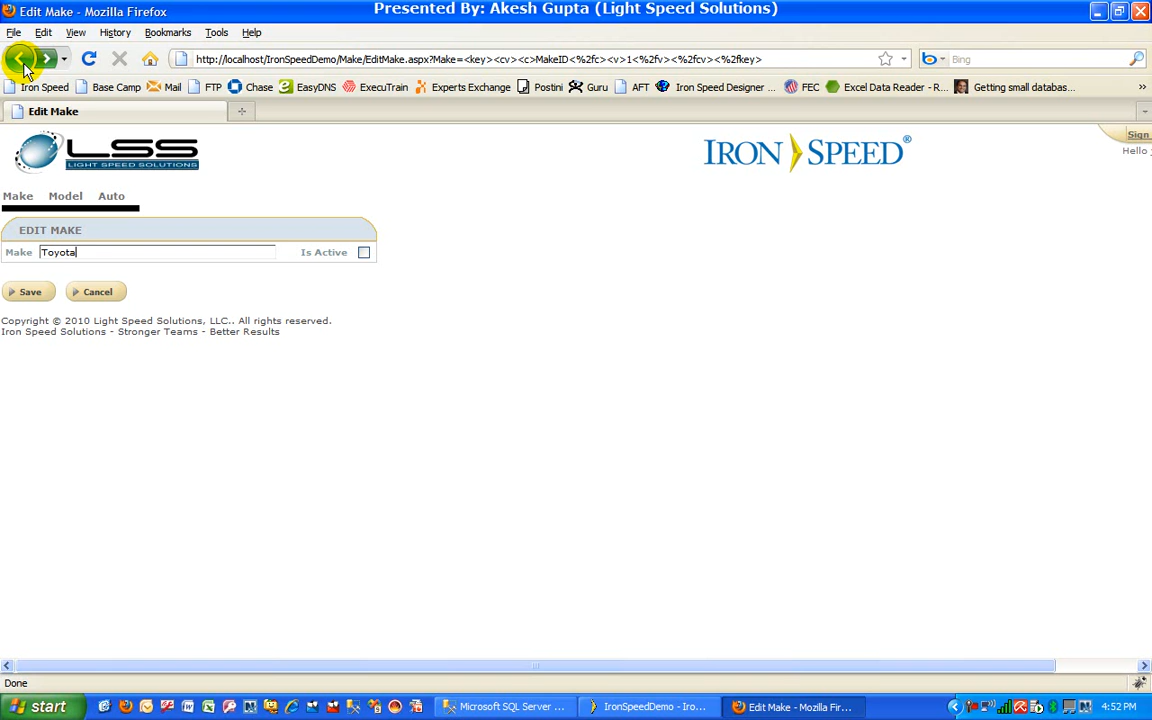 Edit Make - Mozilla Firefox
Presented By: Akesh Gupta (Light Speed Solutions)
File Edit View History Bookmarks Tools Help
http://localhost/IronSpeedDemo/Make/EditMake.aspx?Make=<key><cv><c>MakeID<%2fc><v>1<%2fv><%2fcv><%2fkey>
Bing
Iron Speed Base Camp Mail FTP Chase EasyDNS ExecuTrain Experts Exchange Postini Guru AFT Iron Speed Designer ... FEC Excel Data Reader - R... Getting small databas... »
Edit Make
LSS
LIGHT SPEED SOLUTIONS
IRON SPEED®
Sign
Hello
Make Model Auto
EDIT MAKE
Make Toyota Is Active
Save Cancel
Copyright © 2010 Light Speed Solutions, LLC.. All rights reserved.
Iron Speed Solutions - Stronger Teams - Better Results
Done
start Microsoft SQL Server ... IronSpeedDemo - Iro... Edit Make - Mozilla Fir... 4:52 PM